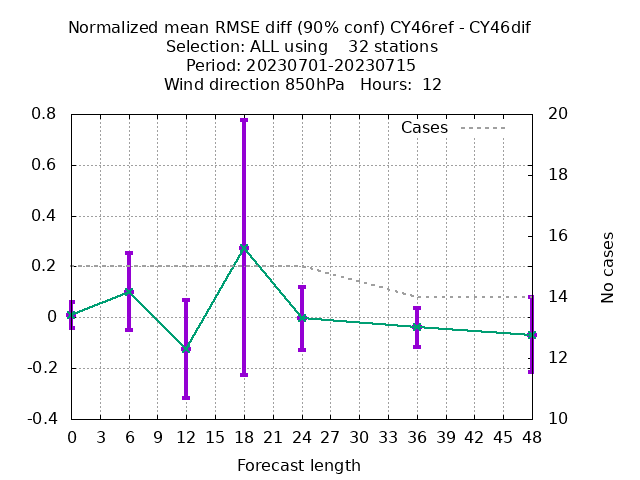 Normalized mean RMSE diff (90% conf) CY46ref - CY46dif
Selection: ALL using    32 stations
Period: 20230701-20230715
Wind direction 850hPa   Hours:  12
Cases
0.8
0.6
0.4
0.2
0
-0.2
-0.4
20
18
16
14
12
10
No cases
0 3 6 9 12 15 18 21 24 27 30 33 36 39 42 45 48
Forecast length